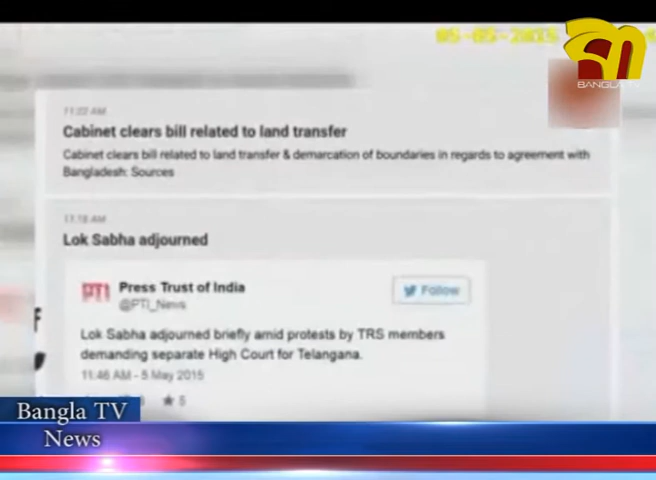 05-05-2015
BANGLA TV
11:22 AM
Cabinet clears bill related to land transfer
Cabinet clears bill related to land transfer & demarcation of boundaries in regards to agreement with
Bangladesh: Sources
11:18 AM
Lok Sabha adjourned
PTI Press Trust of India
@PTI_News
Follow
Lok Sabha adjourned briefly amid protests by TRS members
demanding separate High Court for Telangana.
11:46 AM - 5 May 2015
5
Bangla TV
News